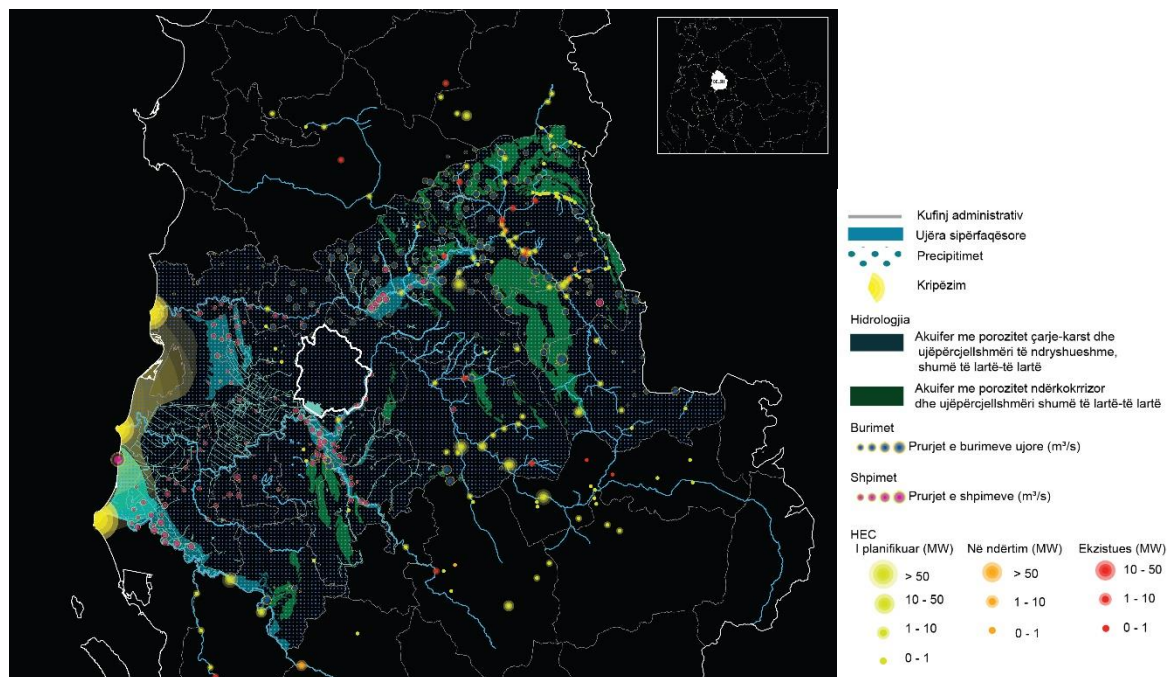 Kufinj administrativ
Ujëra sipërfaqësore
Precipitimet
Kripëzim
Hidrologjia
Akuifer me porozitet çarje-karst dhe
ujëpërcjellshmëri të ndryshueshme,
shumë të lartë-të lartë
Akuifer me porozitet ndërkokrrizor
dhe ujëpërcjellshmëri shumë të lartë-të lartë
Burimet
Prurjet e burimeve ujore (m³/s)
Shpimet
Prurjet e shpimeve (m³/s)
HEC
I planifikuar (MW) Në ndërtim (MW) Ekzistues (MW)
> 50 > 50 10 - 50
10 - 50 1 - 10 1 - 10
1 - 10 0 - 1 0 - 1
0 - 1